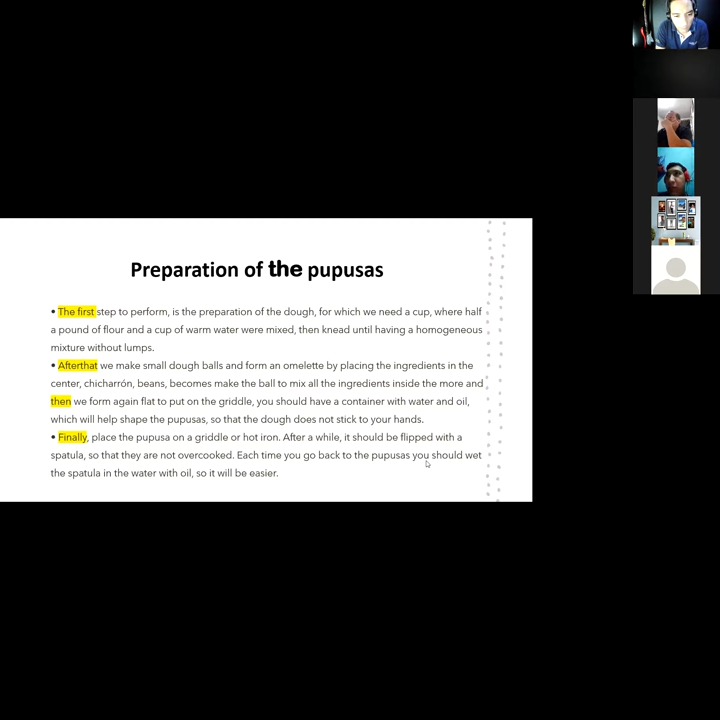 Preparation of the pupusas
• The first step to perform, is the preparation of the dough, for which we need a cup, where half
a pound of flour and a cup of warm water were mixed, then knead until having a homogeneous
mixture without lumps.
• Afterthat we make small dough balls and form an omelette by placing the ingredients in the
center, chicharrón, beans, becomes make the ball to mix all the ingredients inside the more and
then we form again flat to put on the griddle, you should have a container with water and oil,
which will help shape the pupusas, so that the dough does not stick to your hands.
• Finally, place the pupusa on a griddle or hot iron. After a while, it should be flipped with a
spatula, so that they are not overcooked. Each time you go back to the pupusas you should wet
the spatula in the water with oil, so it will be easier.